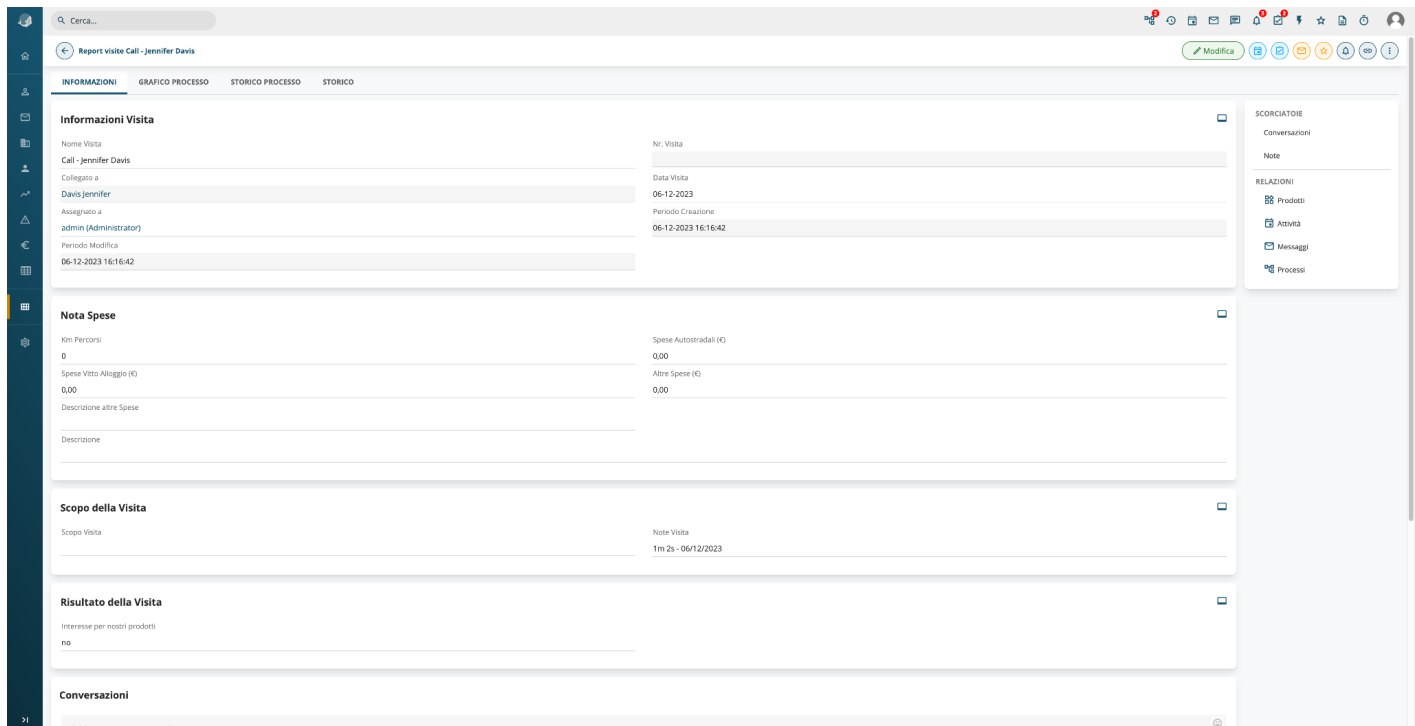 Cerca...
2
3
2
Report visite Call - Jennifer Davis
Modifica
INFORMAZIONI
GRAFICO PROCESSO
STORICO PROCESSO
STORICO
Informazioni Visita
Nome Visita
Call - Jennifer Davis
Nr. Visita
Collegato a
Davis Jennifer
Data Visita
06-12-2023
Assegnato a
admin (Administrator)
Periodo Creazione
06-12-2023 16:16:42
Periodo Modifica
06-12-2023 16:16:42
Nota Spese
Km Percorsi
0
Spese Autostradali (€)
0,00
Spese Vitto Alloggio (€)
0,00
Altre Spese (€)
0,00
Descrizione altre Spese
Descrizione
Scopo della Visita
Scopo Visita
Note Visita
1m 2s - 06/12/2023
Risultato della Visita
Interesse per nostri prodotti
no
Conversazioni
SCORCIATOIE
Conversazioni
Note
RELAZIONI
Prodotti
Attività
Messaggi
Processi